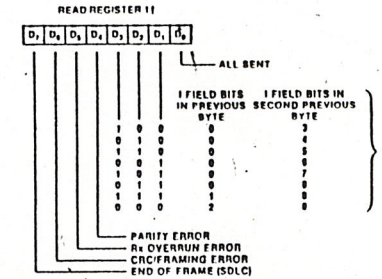 READ REGISTER 1†
D7 D6 D5 D4 D3 D2 D1 D0
ALL SENT
I FIELD BITS IN PREVIOUS BYTE
I FIELD BITS IN SECOND PREVIOUS BYTE
1 0 0 0 3
0 1 0 0 4
1 1 0 0 5
0 0 1 0 6
1 0 1 0 7
0 1 1 0 8
1 1 1 1 8
0 0 0 2 8
PARITY ERROR
Rx OVERRUN ERROR
CRC/FRAMING ERROR
END OF FRAME (SDLC)